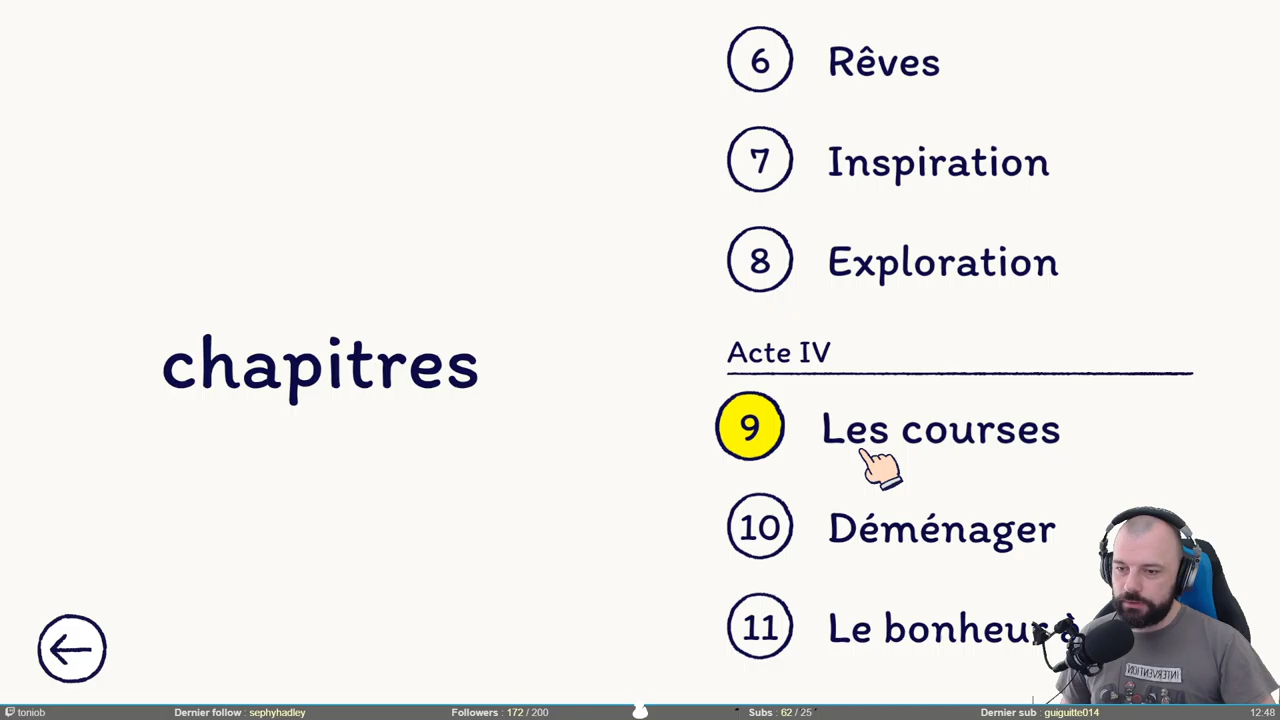 6 Rêves
7 Inspiration
8 Exploration
chapitres
Acte IV
9 Les courses
10 Déménager
11 Le bonheur à
INTERVENTION
toniob Dernier follow : sephyhadley Followers : 172 / 200 Subs : 62 / 25 Dernier sub : guiguitte014 12:48